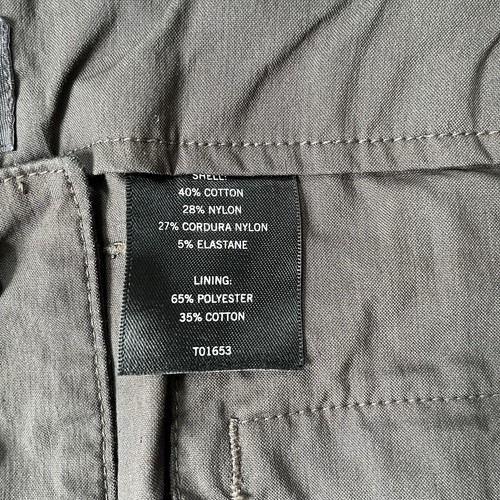 SHELL:
40% COTTON
28% NYLON
27% CORDURA NYLON
5% ELASTANE
LINING:
65% POLYESTER
35% COTTON
T01653